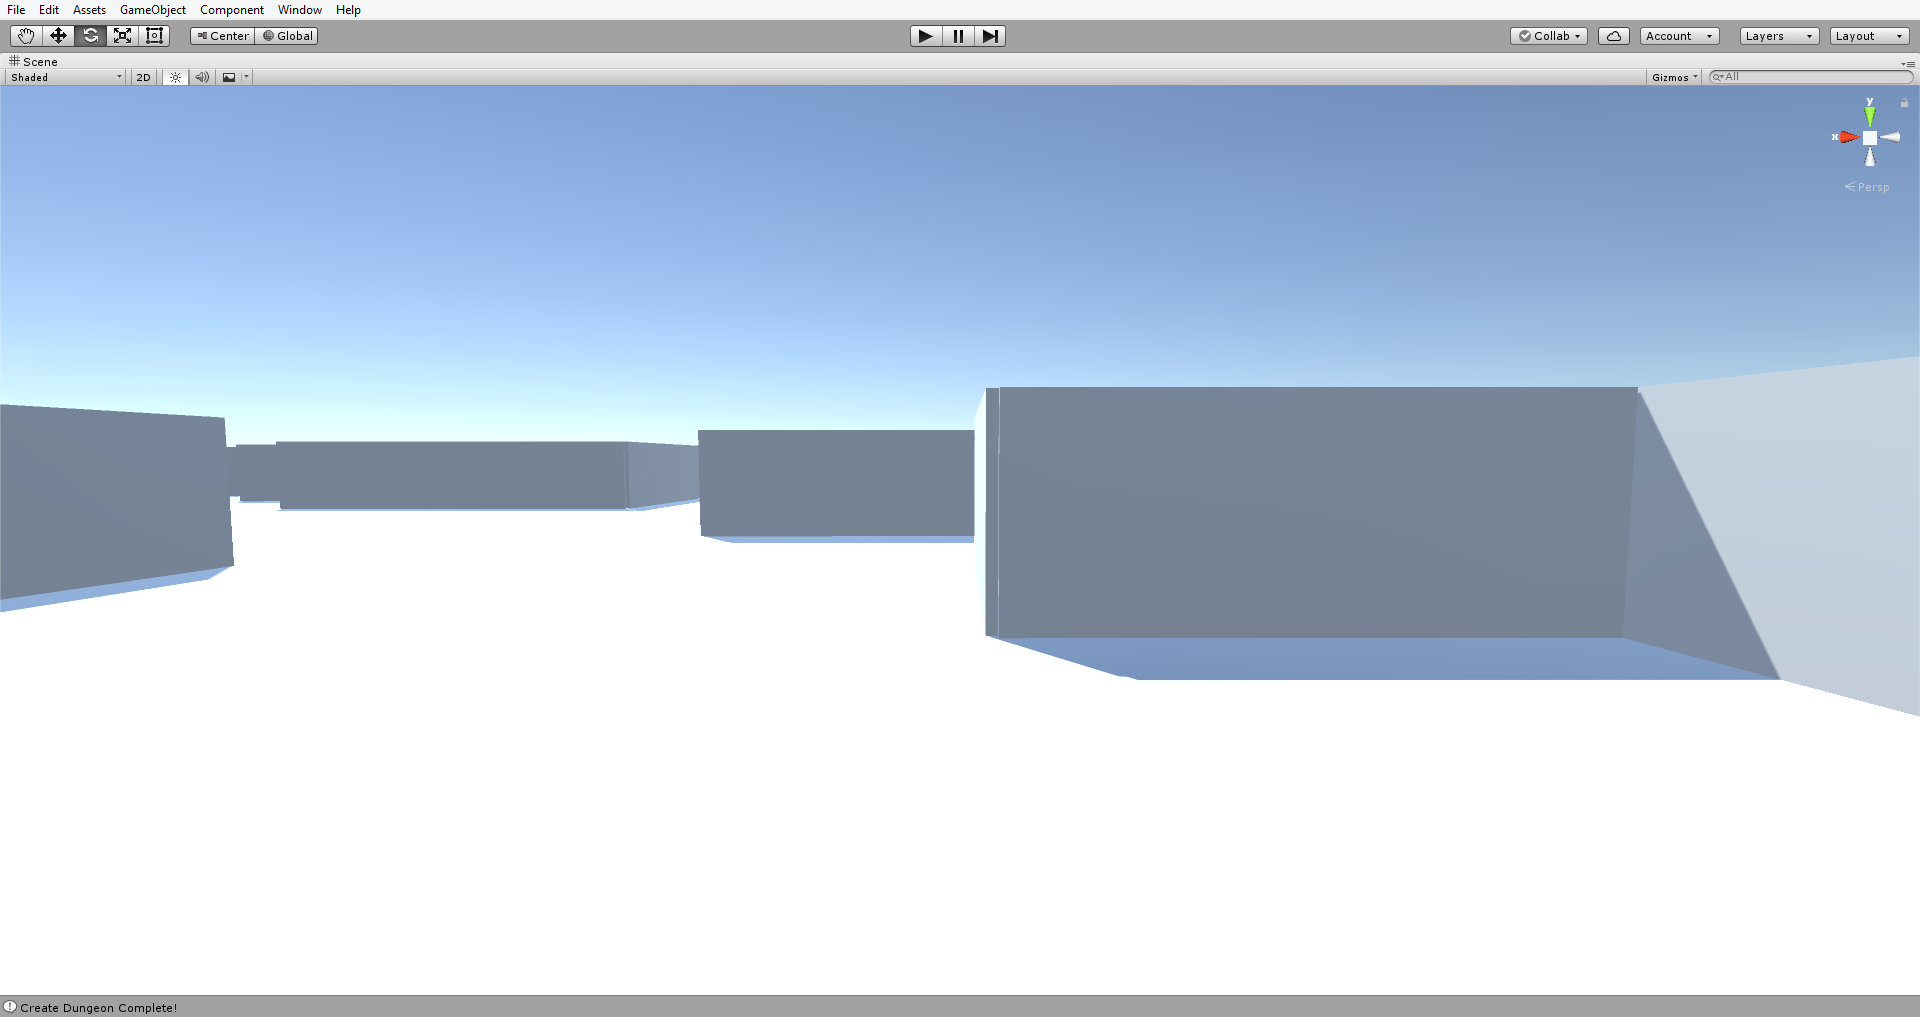 File Edit Assets GameObject Component Window Help
Center Global Collab Account Layers Layout
Scene
Shaded 2D Gizmos All
y
x
Persp
Create Dungeon Complete!